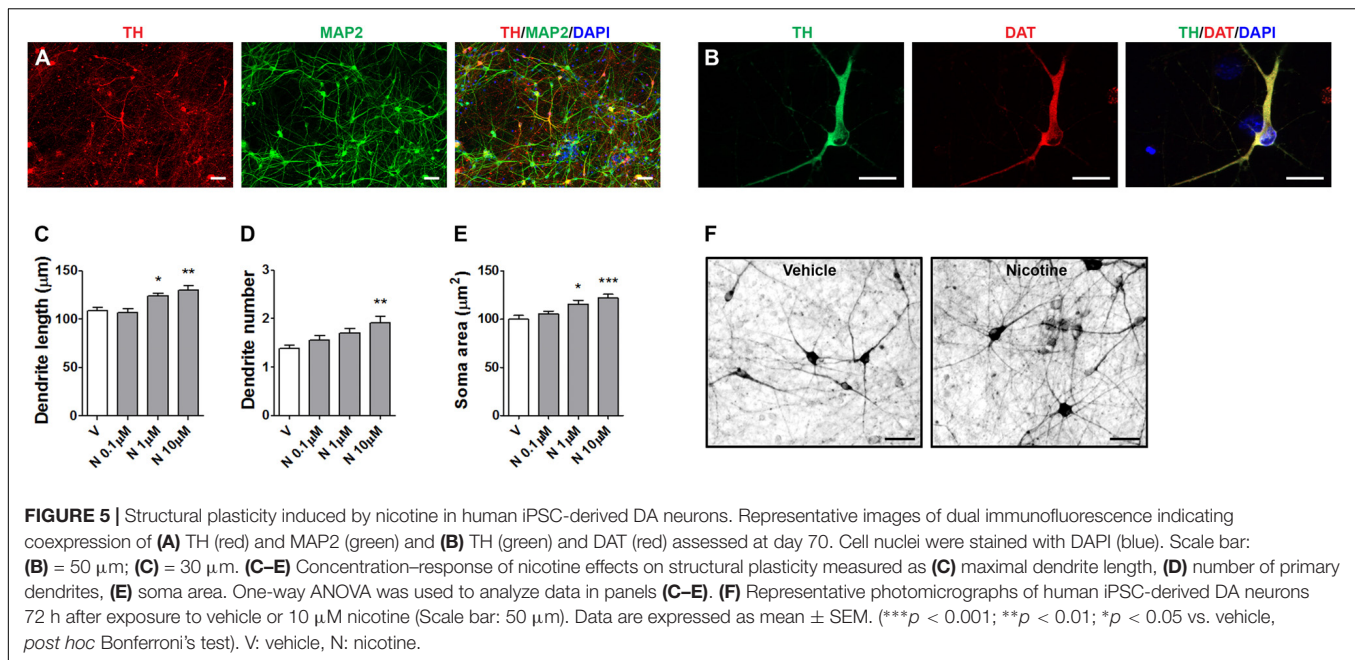 TH
MAP2
TH/MAP2/DAPI
TH
DAT
TH/DAT/DAPI
A
B
C
D
E
F
Dendrite length (μm)
150
100
50
0
V
N 0.1μM
N 1μM
N 10μM
*
**
Dendrite number
3
2
1
0
V
N 0.1μM
N 1μM
N 10μM
**
Soma area (μm²)
150
100
50
0
V
N 0.1μM
N 1μM
N 10μM
*
***
Vehicle
Nicotine
FIGURE 5 | Structural plasticity induced by nicotine in human iPSC-derived DA neurons. Representative images of dual immunofluorescence indicating
coexpression of (A) TH (red) and MAP2 (green) and (B) TH (green) and DAT (red) assessed at day 70. Cell nuclei were stained with DAPI (blue). Scale bar:
(B) = 50 μm; (C) = 30 μm. (C–E) Concentration–response of nicotine effects on structural plasticity measured as (C) maximal dendrite length, (D) number of primary
dendrites, (E) soma area. One-way ANOVA was used to analyze data in panels (C–E). (F) Representative photomicrographs of human iPSC-derived DA neurons
72 h after exposure to vehicle or 10 μM nicotine (Scale bar: 50 μm). Data are expressed as mean ± SEM. (***p < 0.001; **p < 0.01; *p < 0.05 vs. vehicle,
post hoc Bonferroni's test). V: vehicle, N: nicotine.